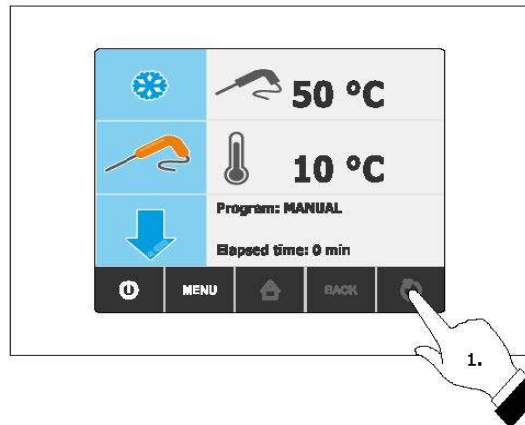 50 °C
10 °C
Program: MANUAL
Elapsed time: 0 min
MENU
BACK
1.